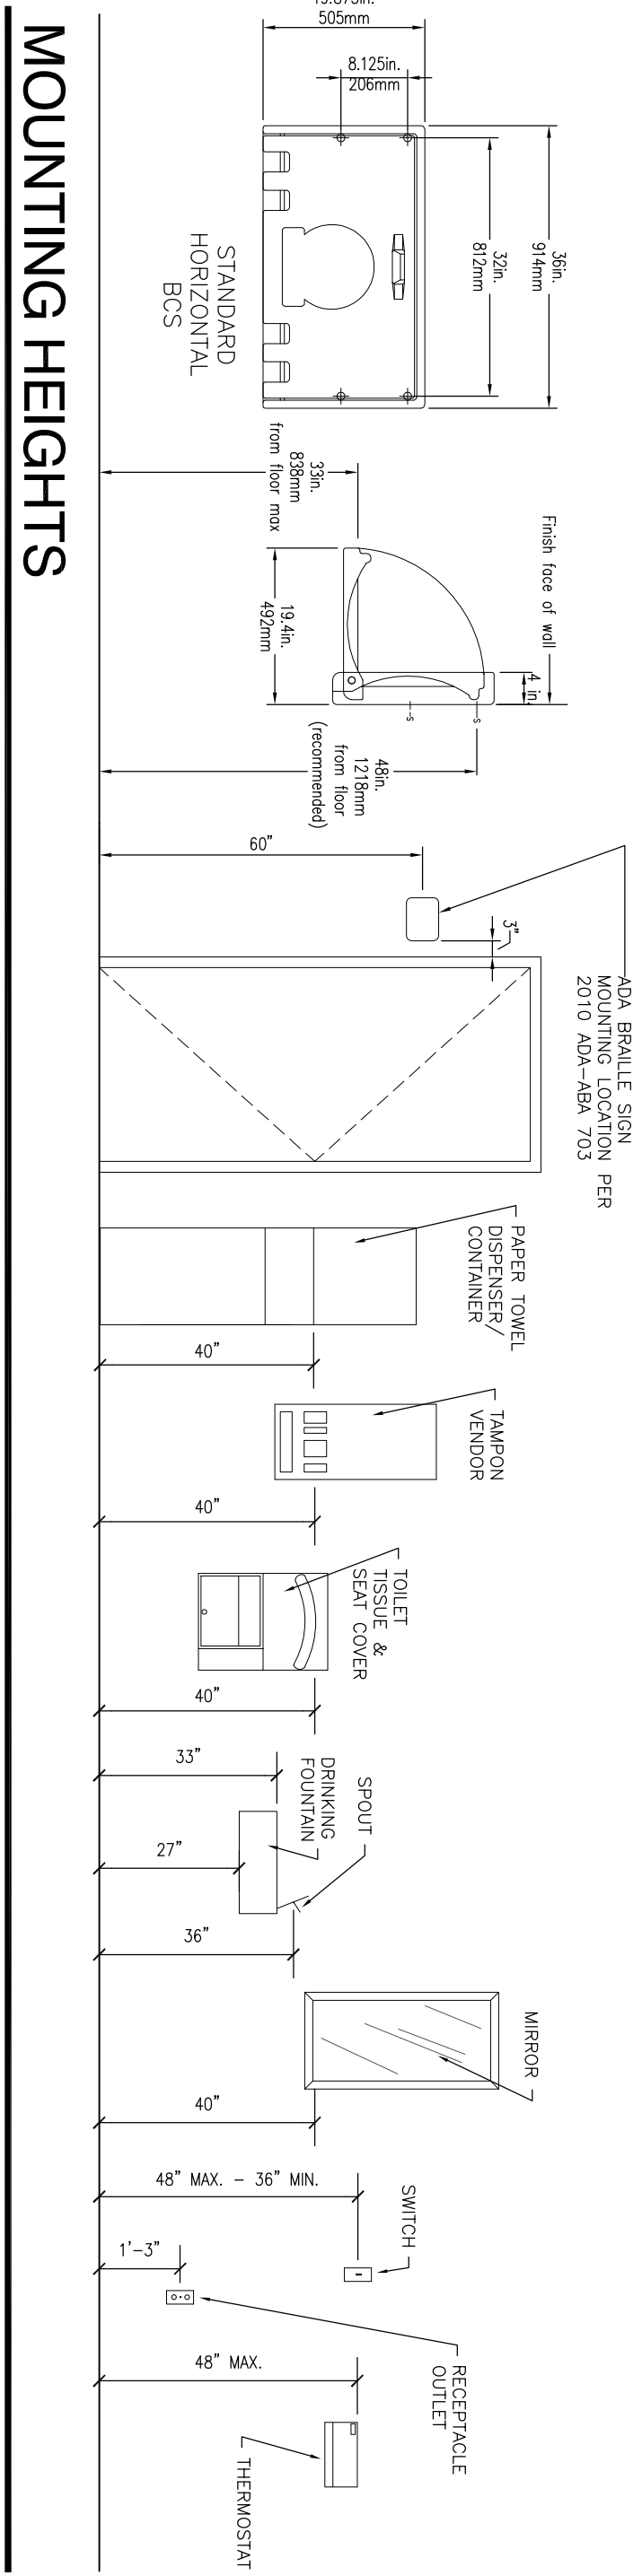 505mm
8.125in.
206mm
36in.
914mm
32in.
812mm
STANDARD
HORIZONTAL
BCS
33in.
838mm
from floor max
Finish face of wall
19.4in.
492mm
4 in.
s
s
48in.
1218mm
from floor
(recommended)
60"
3"
ADA BRAILLE SIGN
MOUNTING LOCATION PER
2010 ADA-ABA 703
PAPER TOWEL
DISPENSER/
CONTAINER
40"
TAMPON
VENDOR
40"
TOILET
TISSUE &
SEAT COVER
40"
33"
DRINKING
FOUNTAIN
SPOUT
27"
36"
MIRROR
40"
48" MAX. - 36" MIN.
SWITCH
1'-3"
RECEPTACLE
OUTLET
48" MAX.
THERMOSTAT
MOUNTING HEIGHTS